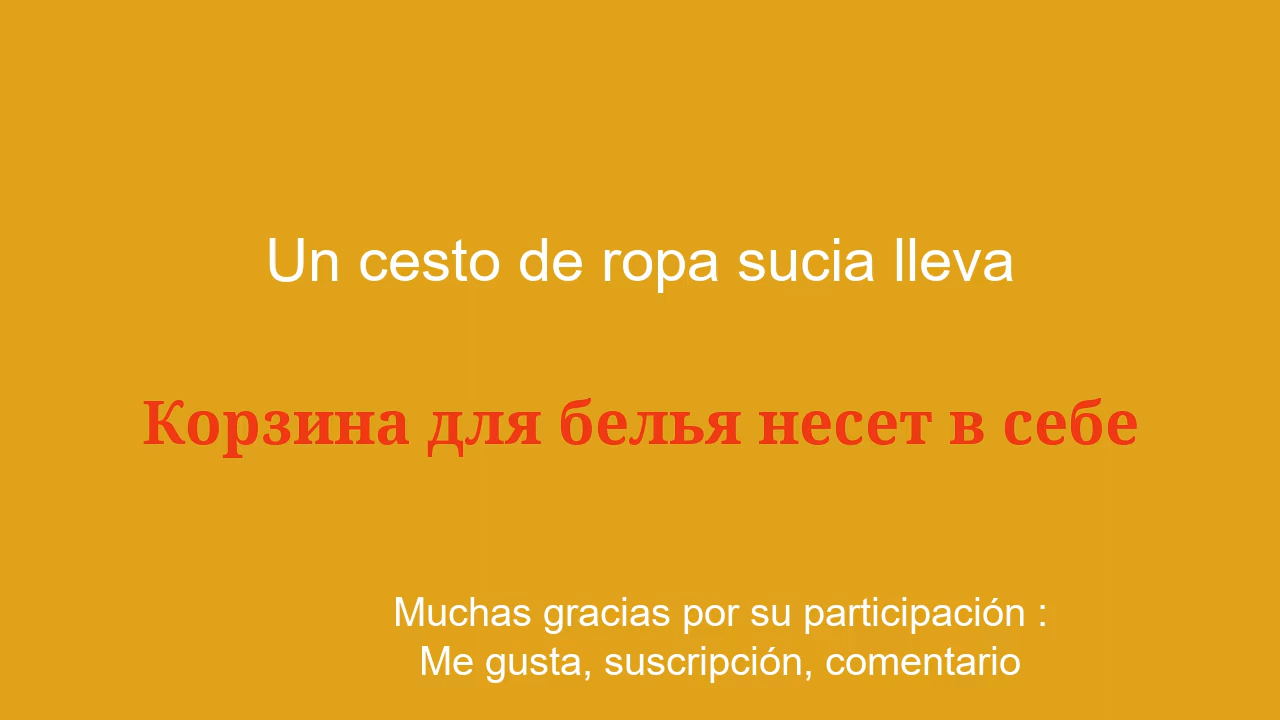 Un cesto de ropa sucia lleva
Корзина для белья несет в себе
Muchas gracias por su participación :
Me gusta, suscripción, comentario